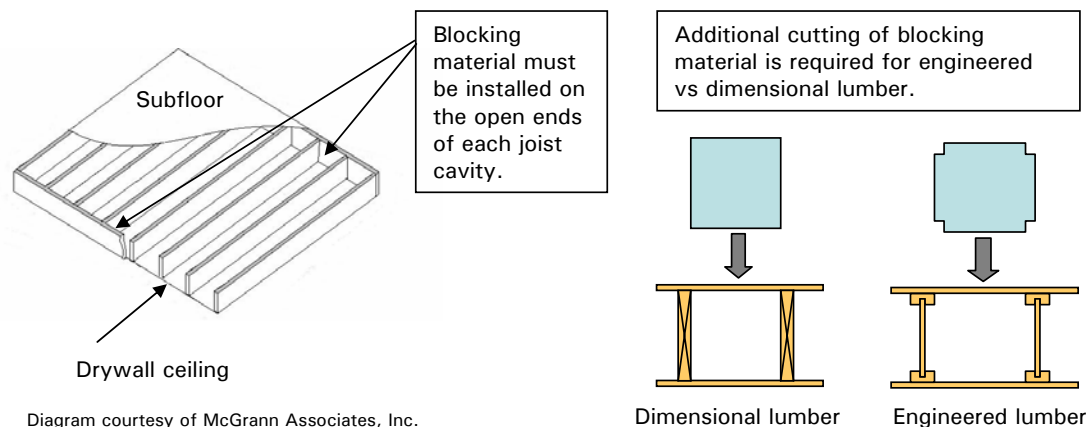 Subfloor
Blocking
material must
be installed on
the open ends
of each joist
cavity.
Drywall ceiling
Diagram courtesy of McGrann Associates, Inc.
Additional cutting of blocking
material is required for engineered
vs dimensional lumber.
Dimensional lumber
Engineered lumber